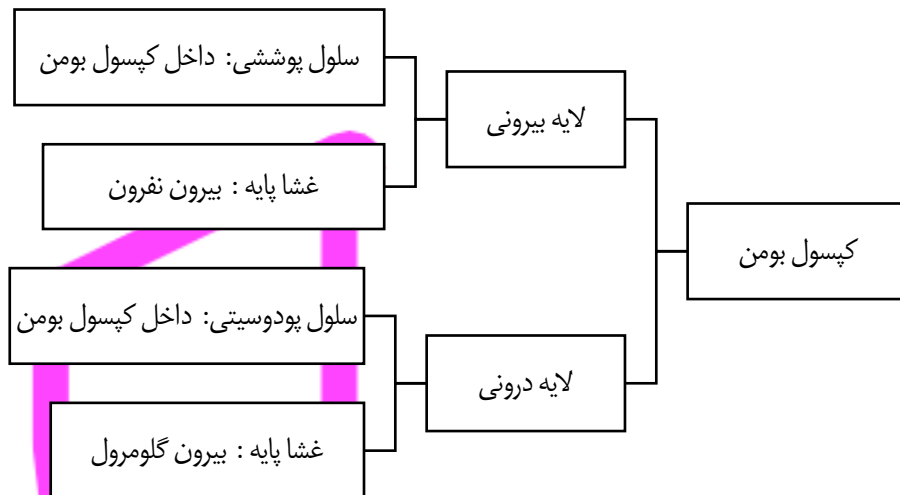 کپسول بومن
لایه بیرونی
سلول پوششی: داخل کپسول بومن
غشا پایه : بیرون نفرون
لایه درونی
سلول پودوسیتی: داخل کپسول بومن
غشا پایه : بیرون گلومرول